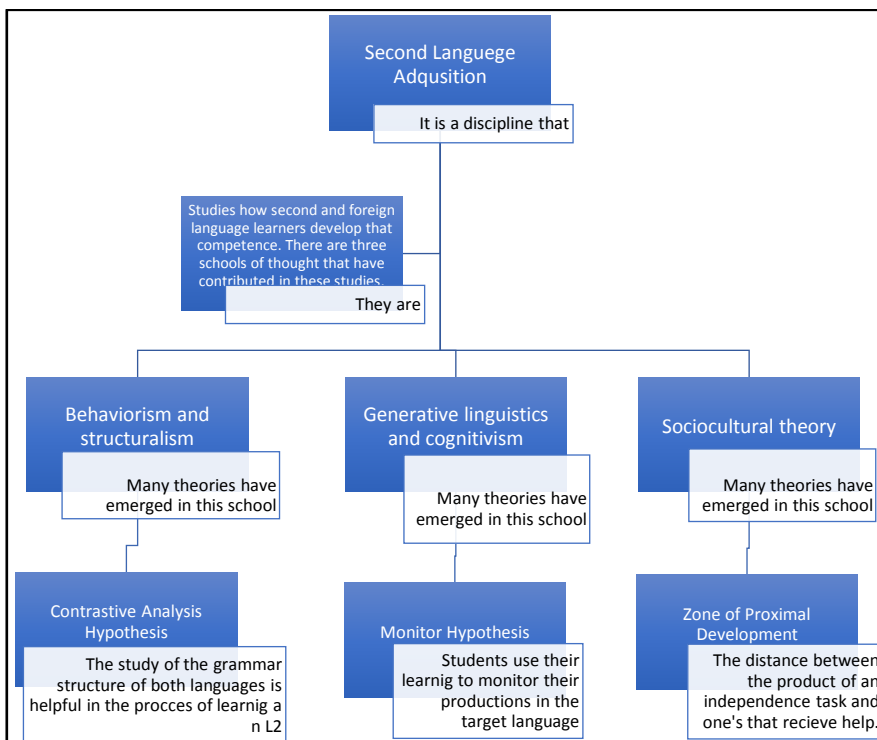 Second Languege
Adqusition
It is a discipline that
Studies how second and foreign
language learners develop that
competence. There are three
schools of thought that have
contributed in these studies.
They are
Behaviorism and
structuralism
Many theories have
emerged in this school
Generative linguistics
and cognitivism
Many theories have
emerged in this school
Sociocultural theory
Many theories have
emerged in this school
Contrastive Analysis
Hypothesis
The study of the grammar
structure of both languages is
helpful in the procces of learnig a
n L2
Monitor Hypothesis
Students use their
learnig to monitor their
productions in the
target language
Zone of Proximal
Development
The distance between
the product of an
independence task and
one's that recieve help.